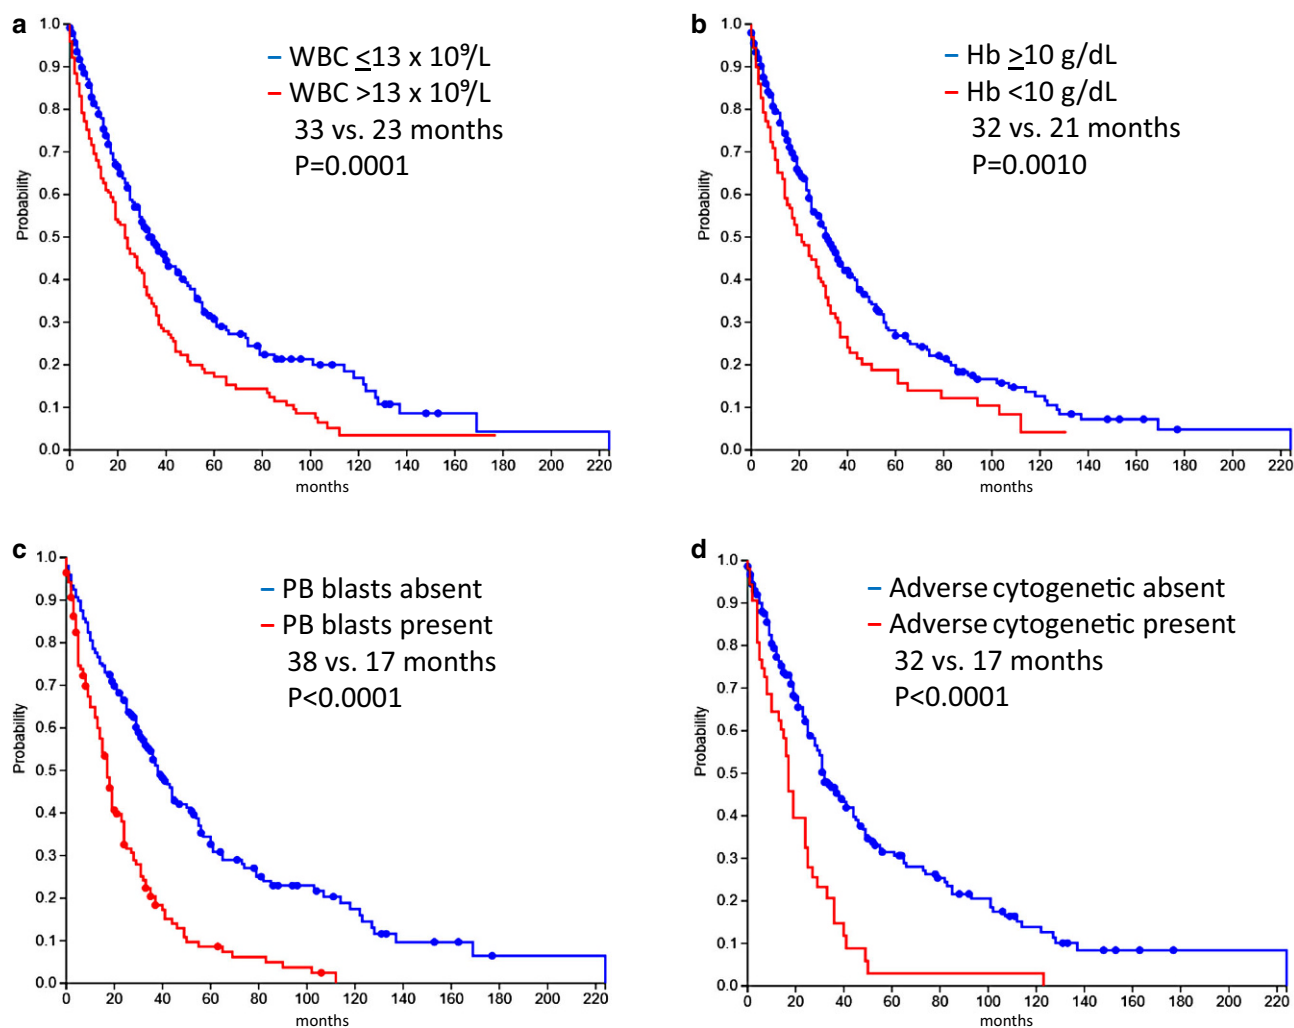 a
WBC ≤13 x 10⁹/L
WBC >13 x 10⁹/L
33 vs. 23 months
P=0.0001
Probability
1.0
0.9
0.8
0.7
0.6
0.5
0.4
0.3
0.2
0.1
0.0
0 20 40 60 80 100 120 140 160 180 200 220
months
b
Hb ≥10 g/dL
Hb <10 g/dL
32 vs. 21 months
P=0.0010
Probability
1.0
0.9
0.8
0.7
0.6
0.5
0.4
0.3
0.2
0.1
0.0
0 20 40 60 80 100 120 140 160 180 200 220
months
c
PB blasts absent
PB blasts present
38 vs. 17 months
P<0.0001
Probability
1.0
0.9
0.8
0.7
0.6
0.5
0.4
0.3
0.2
0.1
0.0
0 20 40 60 80 100 120 140 160 180 200 220
months
d
Adverse cytogenetic absent
Adverse cytogenetic present
32 vs. 17 months
P<0.0001
Probability
1.0
0.9
0.8
0.7
0.6
0.5
0.4
0.3
0.2
0.1
0.0
0 20 40 60 80 100 120 140 160 180 200 220
months